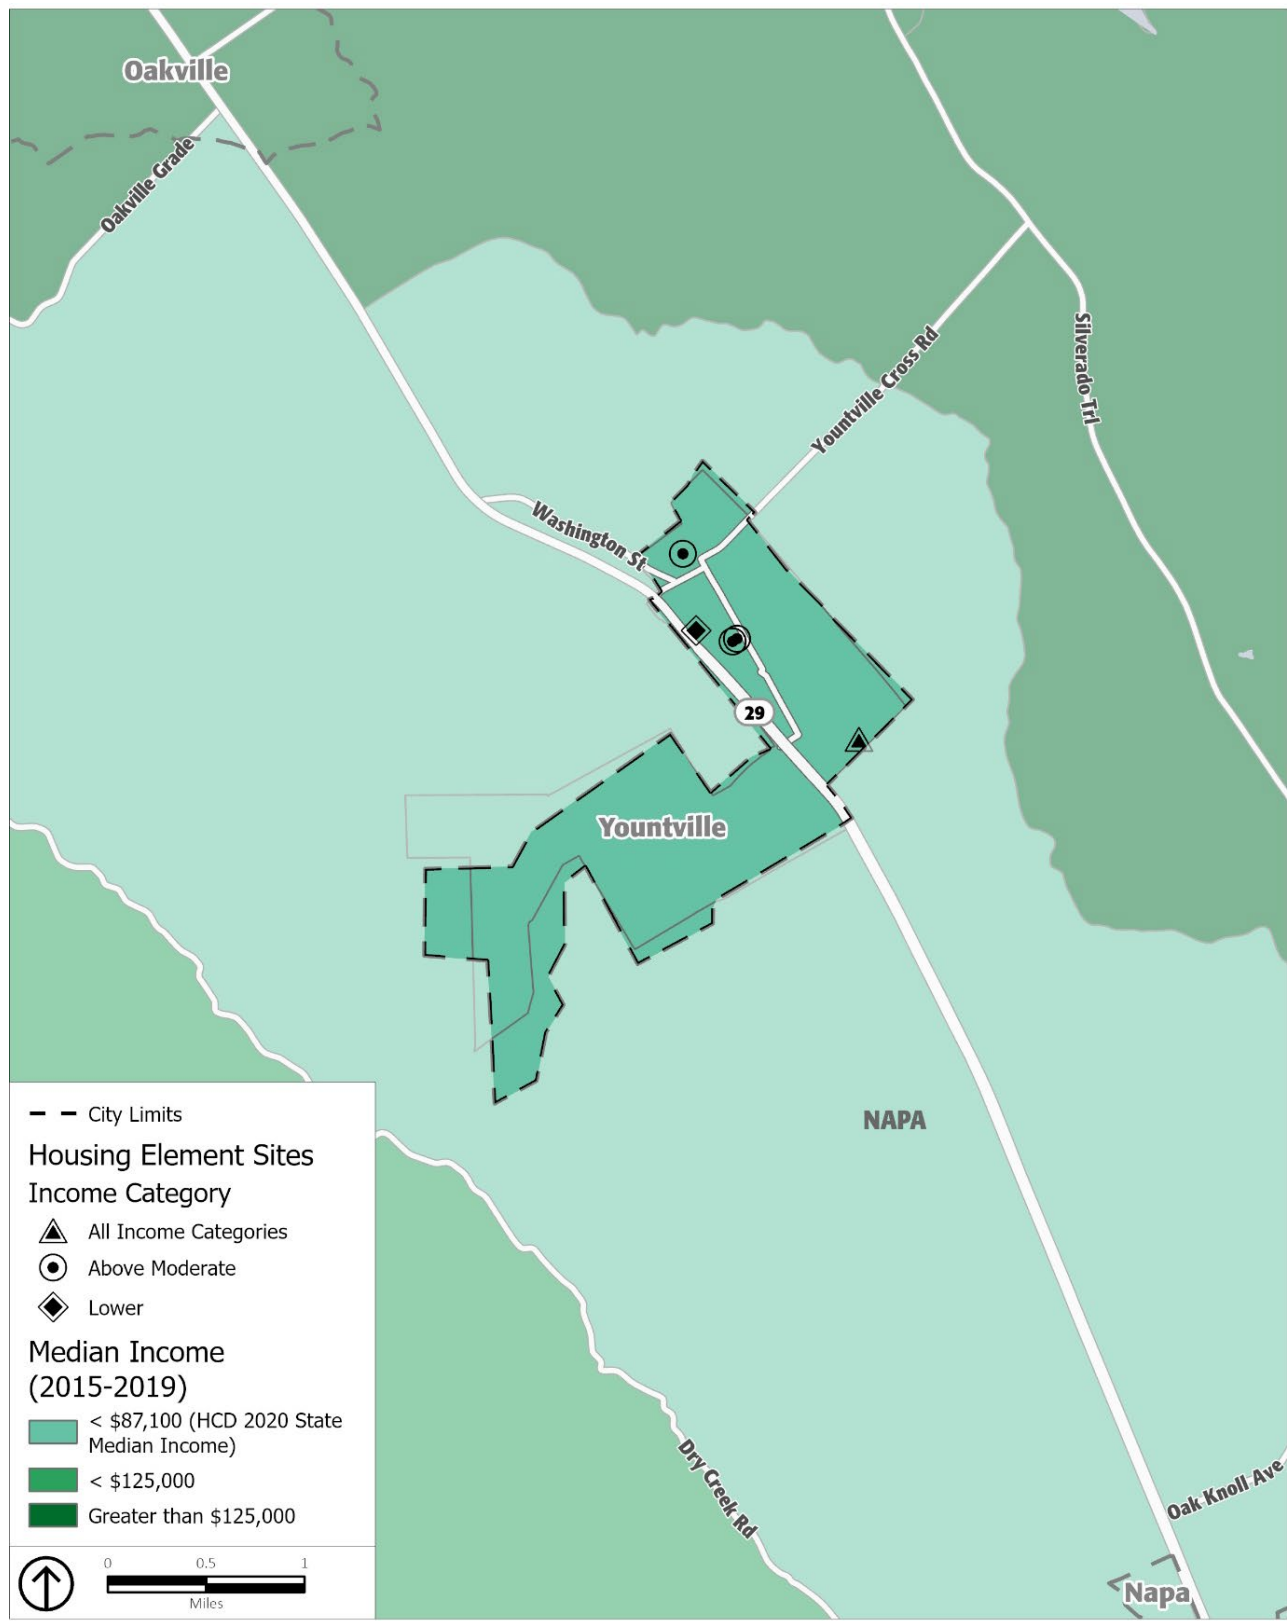 Oakville
Oakville Grade
Silverado Trl
Yountville Cross Rd
Washington St
29
Yountville
NAPA
City Limits
Housing Element Sites
Income Category
All Income Categories
Above Moderate
Lower
Median Income
(2015-2019)
< $87,100 (HCD 2020 State
Median Income)
< $125,000
Greater than $125,000
0 0.5 1
Miles
Dry Creek Rd
Oak Knoll Ave
Napa